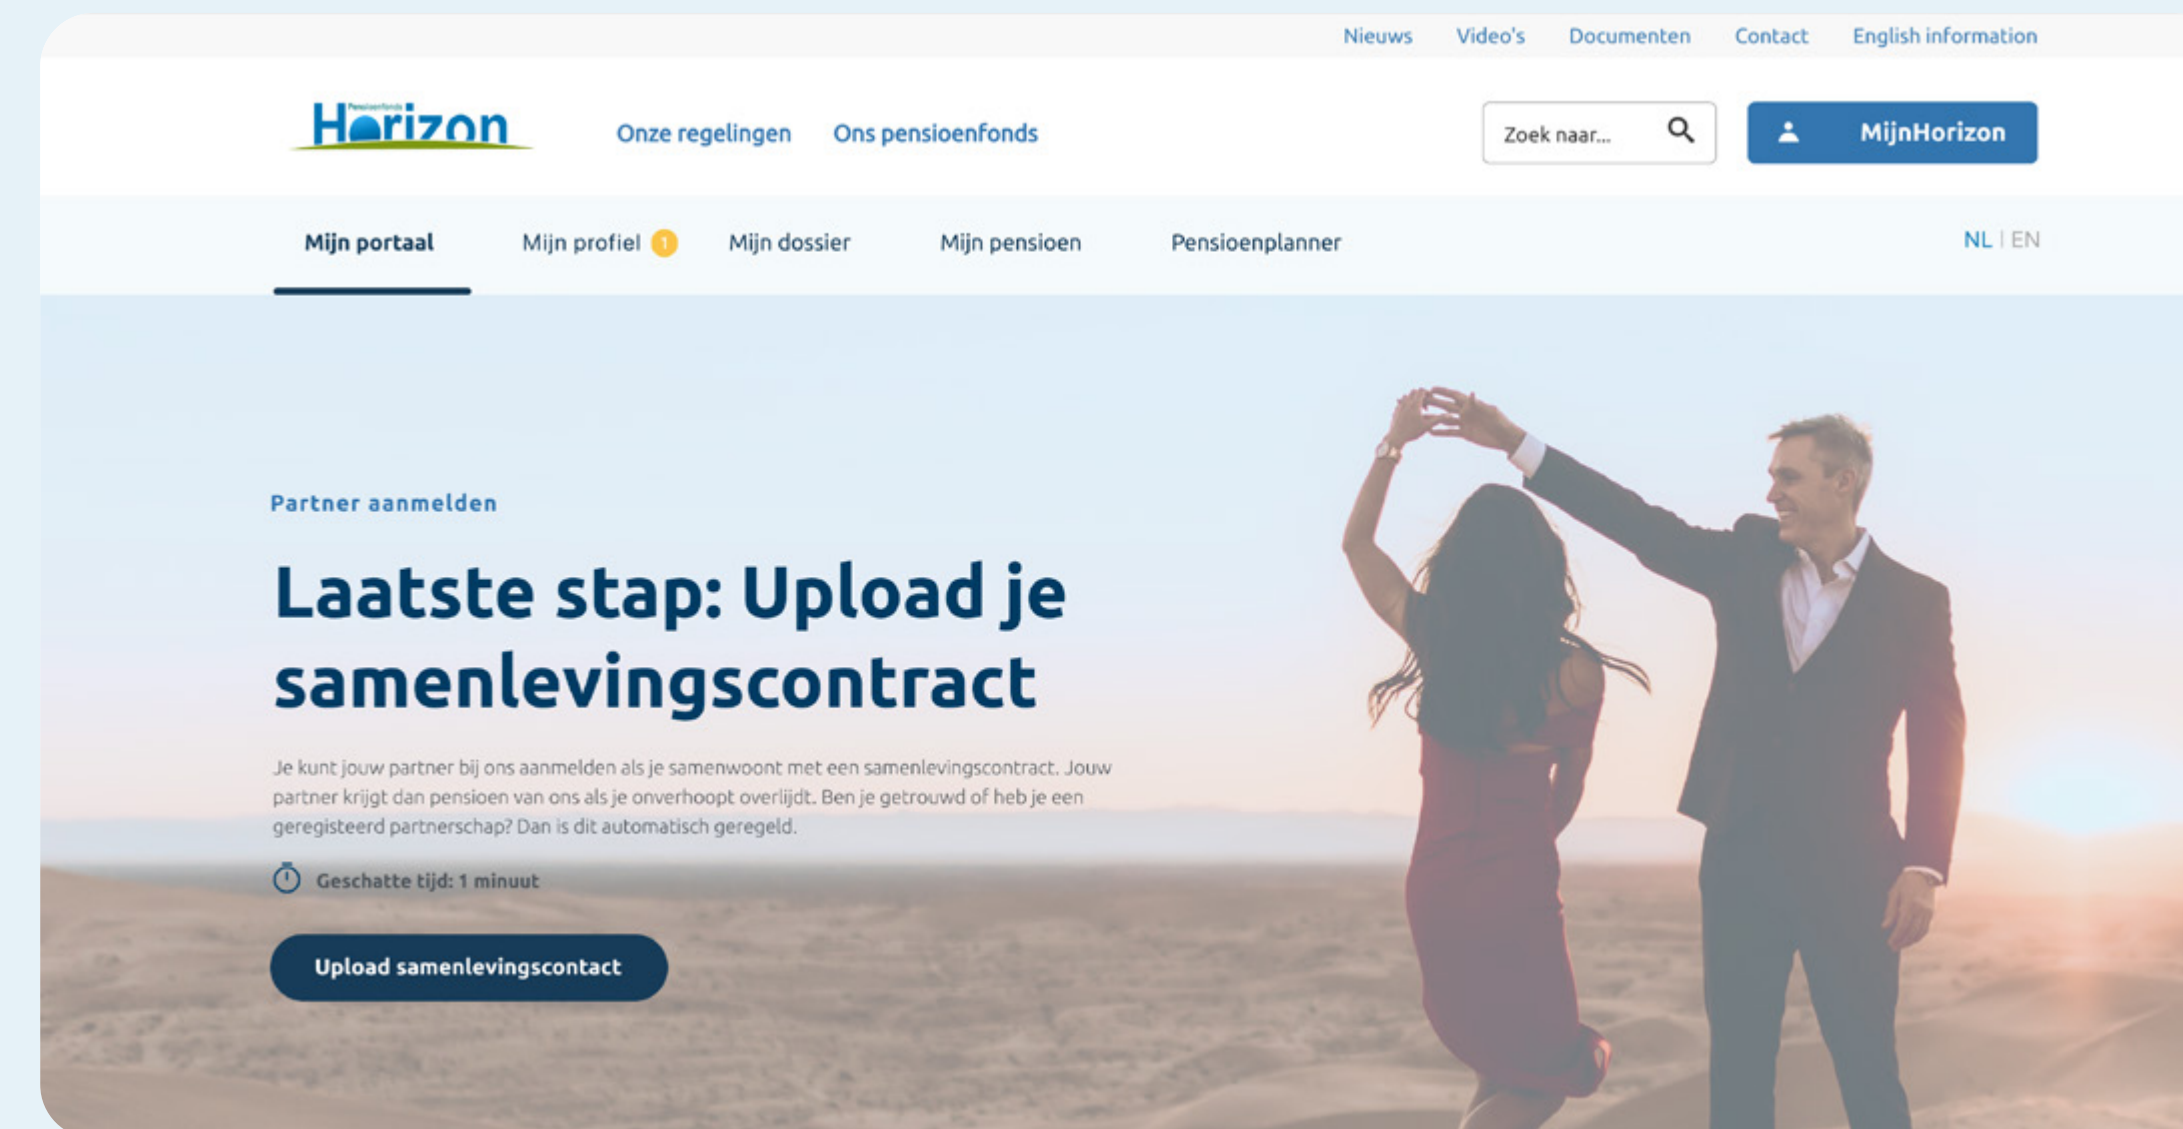 Nieuws Video's Documenten Contact English information
Pensioenfonds
Horizon
Onze regelingen Ons pensioenfonds
Zoek naar... MijnHorizon
Mijn portaal Mijn profiel 1 Mijn dossier Mijn pensioen Pensioenplanner NL | EN
Partner aanmelden
Laatste stap: Upload je
samenlevingscontract
Je kunt jouw partner bij ons aanmelden als je samenwoont met een samenlevingscontract. Jouw
partner krijgt dan pensioen van ons als je onverhoopt overlijdt. Ben je getrouwd of heb je een
geregisteerd partnerschap? Dan is dit automatisch geregeld.
Geschatte tijd: 1 minuut
Upload samenlevingscontact